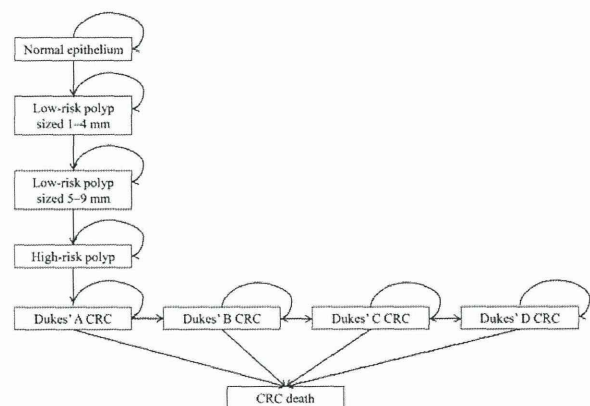 Normal epithelium
Low-risk polyp
sized 1–4 mm
Low-risk polyp
sized 5–9 mm
High-risk polyp
Dukes' A CRC
Dukes' B CRC
Dukes' C CRC
Dukes' D CRC
CRC death